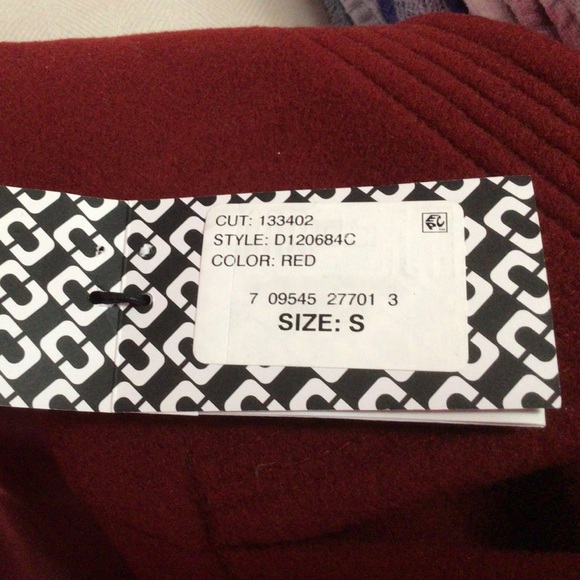 CUT: 133402
STYLE: D120684C
COLOR: RED
7 09545 27701 3
SIZE: S